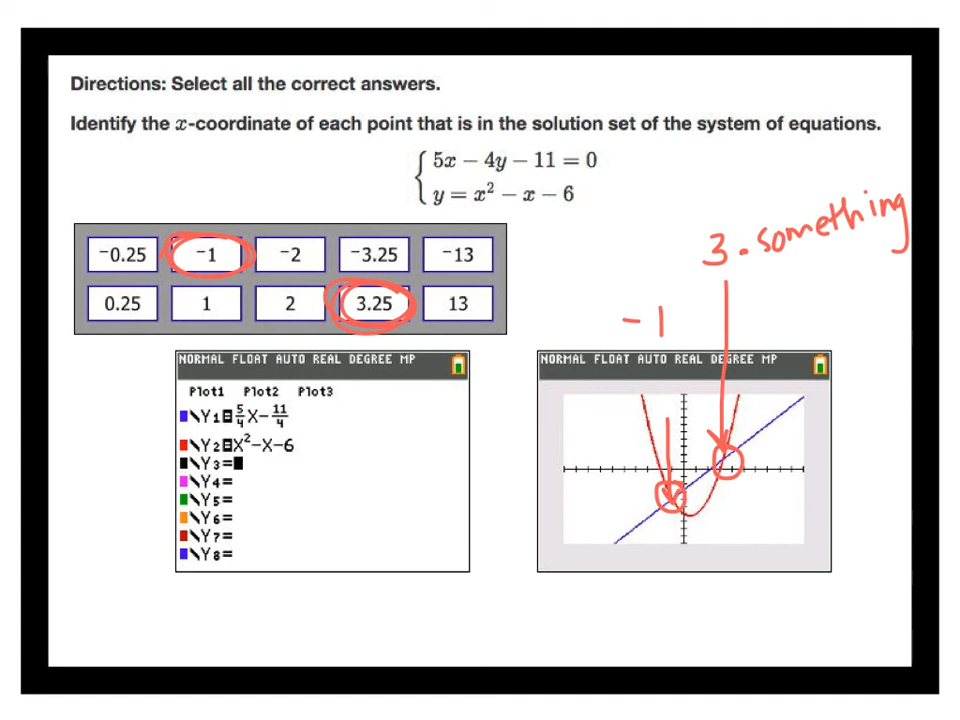 Directions: Select all the correct answers.
Identify the x-coordinate of each point that is in the solution set of the system of equations.
5x − 4y − 11 = 0
y = x² − x − 6
3.something
⁻0.25 ⁻1 ⁻2 ⁻3.25 ⁻13
0.25 1 2 3.25 13
-1
NORMAL FLOAT AUTO REAL DEGREE MP
Plot1 Plot2 Plot3
\Y1=5/4X-11/4
\Y2=X²-X-6
\Y3=
\Y4=
\Y5=
\Y6=
\Y7=
\Y8=
NORMAL FLOAT AUTO REAL DEGREE MP